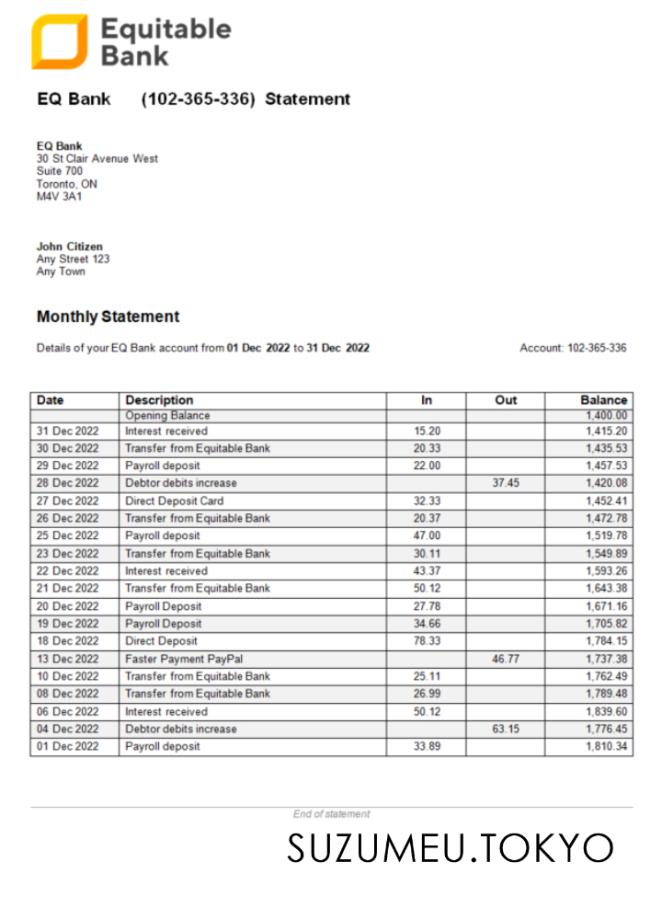 Equitable
Bank
EQ Bank (102-365-336) Statement
EQ Bank
30 St Clair Avenue West
Suite 700
Toronto, ON
M4V 3A1
John Citizen
Any Street 123
Any Town
Monthly Statement
Details of your EQ Bank account from 01 Dec 2022 to 31 Dec 2022 Account: 102-365-336
Date Description In Out Balance
Opening Balance 1,400.00
31 Dec 2022 Interest received 15.20 1,415.20
30 Dec 2022 Transfer from Equitable Bank 20.33 1,435.53
29 Dec 2022 Payroll deposit 22.00 1,457.53
28 Dec 2022 Debtor debits increase 37.45 1,420.08
27 Dec 2022 Direct Deposit Card 32.33 1,452.41
26 Dec 2022 Transfer from Equitable Bank 20.37 1,472.78
25 Dec 2022 Payroll deposit 47.00 1,519.78
23 Dec 2022 Transfer from Equitable Bank 30.11 1,549.89
22 Dec 2022 Interest received 43.37 1,593.26
21 Dec 2022 Transfer from Equitable Bank 50.12 1,643.38
20 Dec 2022 Payroll Deposit 27.78 1,671.16
19 Dec 2022 Payroll Deposit 34.66 1,705.82
18 Dec 2022 Direct Deposit 78.33 1,784.15
13 Dec 2022 Faster Payment PayPal 46.77 1,737.38
10 Dec 2022 Transfer from Equitable Bank 25.11 1,762.49
08 Dec 2022 Transfer from Equitable Bank 26.99 1,789.48
06 Dec 2022 Interest received 50.12 1,839.60
04 Dec 2022 Debtor debits increase 63.15 1,776.45
01 Dec 2022 Payroll deposit 33.89 1,810.34
End of statement
SUZUMEU.TOKYO